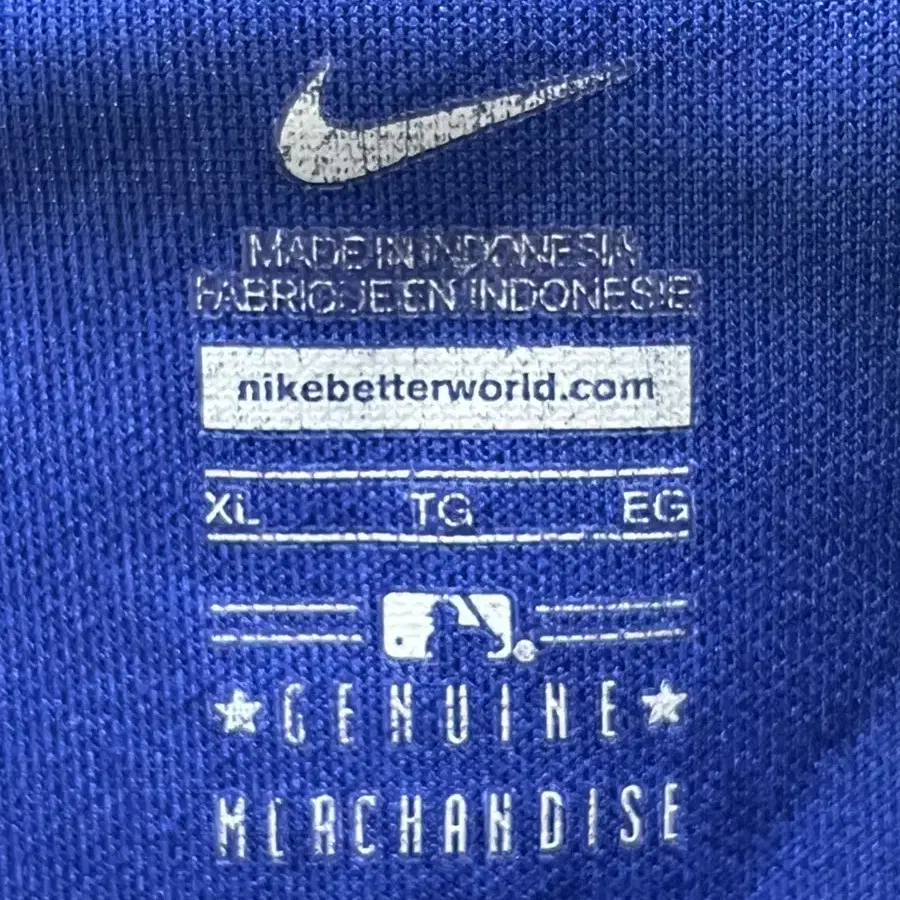 MADE IN INDONESIA
FABRIQUE EN INDONESIE
nikebetterworld.com
XL TG EG
GENUINE
MERCHANDISE